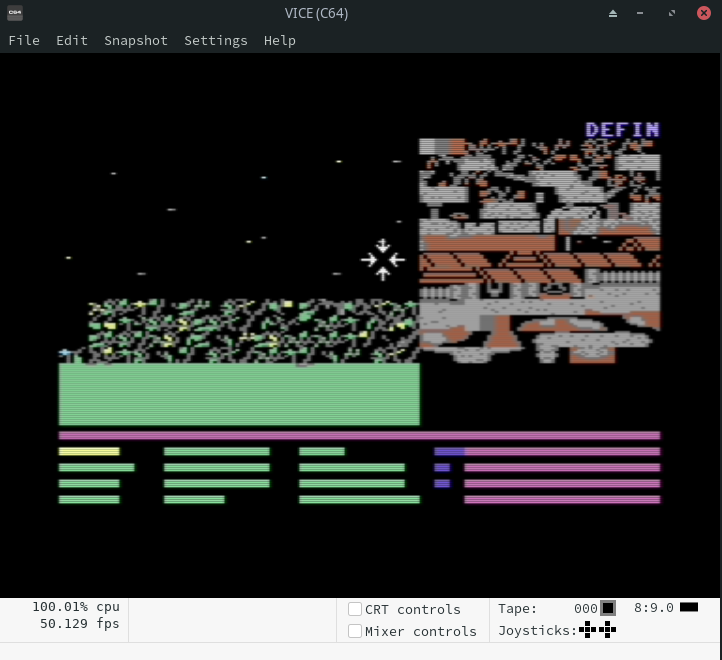 C64
VICE (C64)
File Edit Snapshot Settings Help
DEFIN
100.01% cpu
50.129 fps
CRT controls
Mixer controls
Tape: 000
8:9.0
Joysticks: